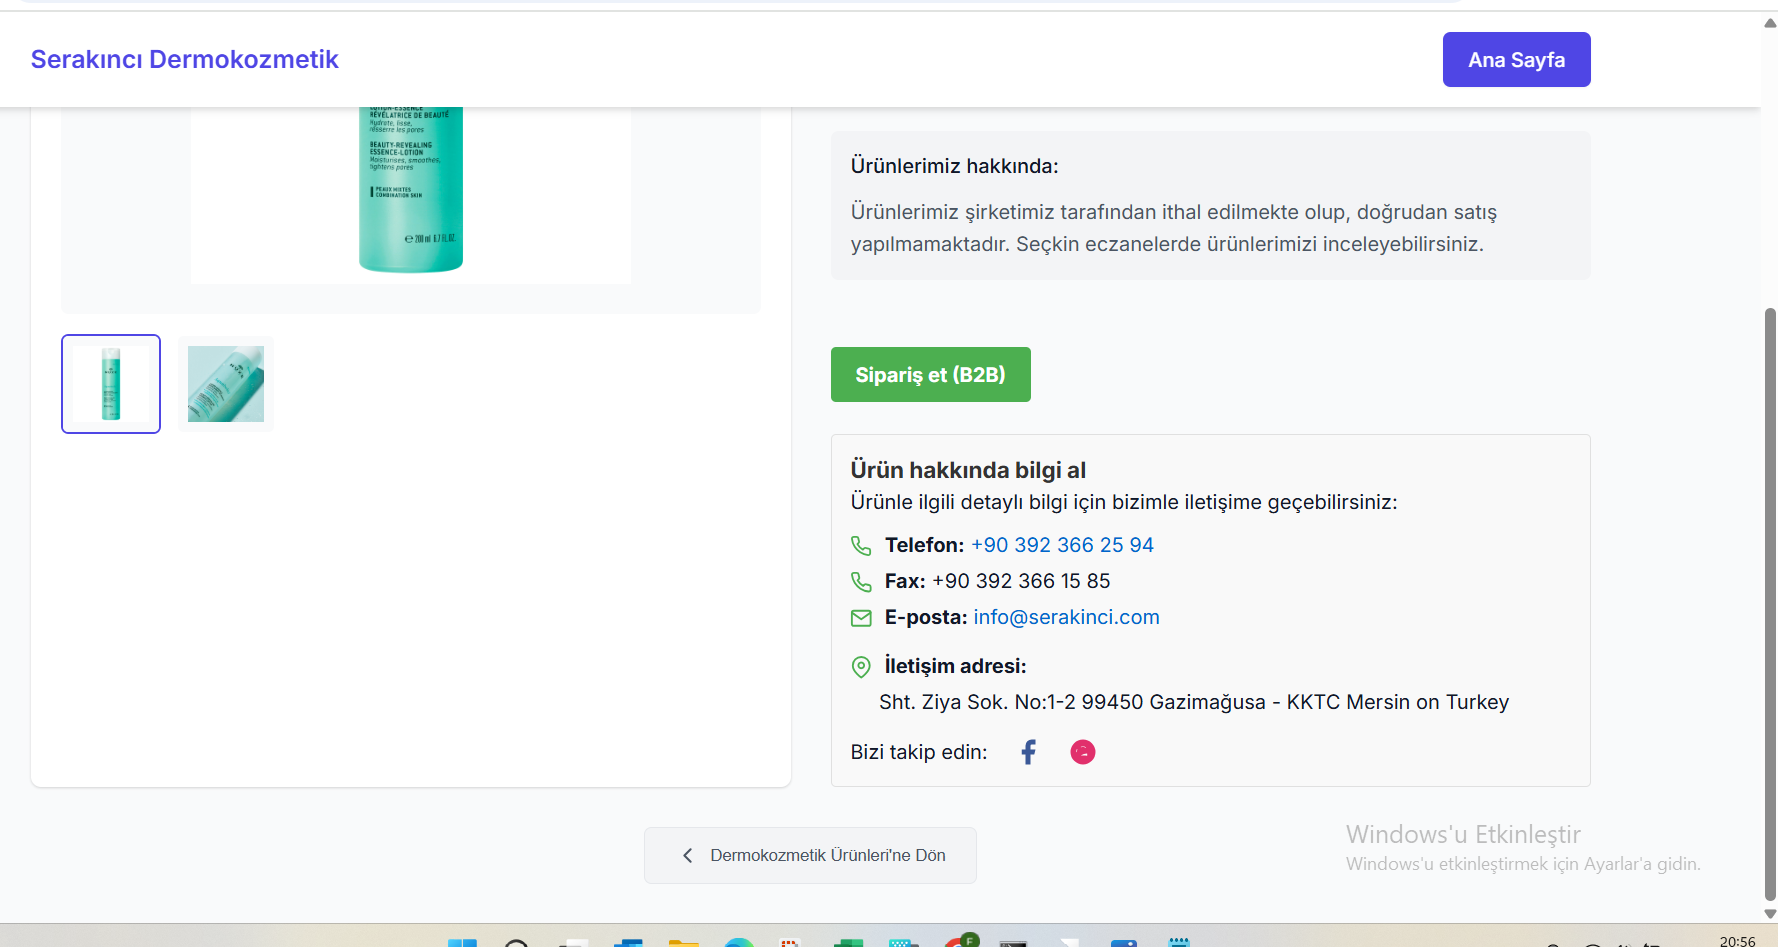 Serakıncı Dermokozmetik
Ana Sayfa
RÉVÉLATRICE DE BEAUTÉ
Hydrate, lisse,
resserre les pores
BEAUTY-REVEALING
ESSENCE-LOTION
Moisturises, smoothes,
tightens pores
PEAUX MIXTES
COMBINATION SKIN
℮ 200 ml 6.7 FL.OZ.
Ürünlerimiz hakkında:
Ürünlerimiz şirketimiz tarafından ithal edilmekte olup, doğrudan satış
yapılmamaktadır. Seçkin eczanelerde ürünlerimizi inceleyebilirsiniz.
Sipariş et (B2B)
Ürün hakkında bilgi al
Ürünle ilgili detaylı bilgi için bizimle iletişime geçebilirsiniz:
Telefon: +90 392 366 25 94
Fax: +90 392 366 15 85
E-posta: info@serakinci.com
İletişim adresi:
Sht. Ziya Sok. No:1-2 99450 Gazimağusa - KKTC Mersin on Turkey
Bizi takip edin:
Dermokozmetik Ürünleri'ne Dön
Windows'u Etkinleştir
Windows'u etkinleştirmek için Ayarlar'a gidin.
F
20:56